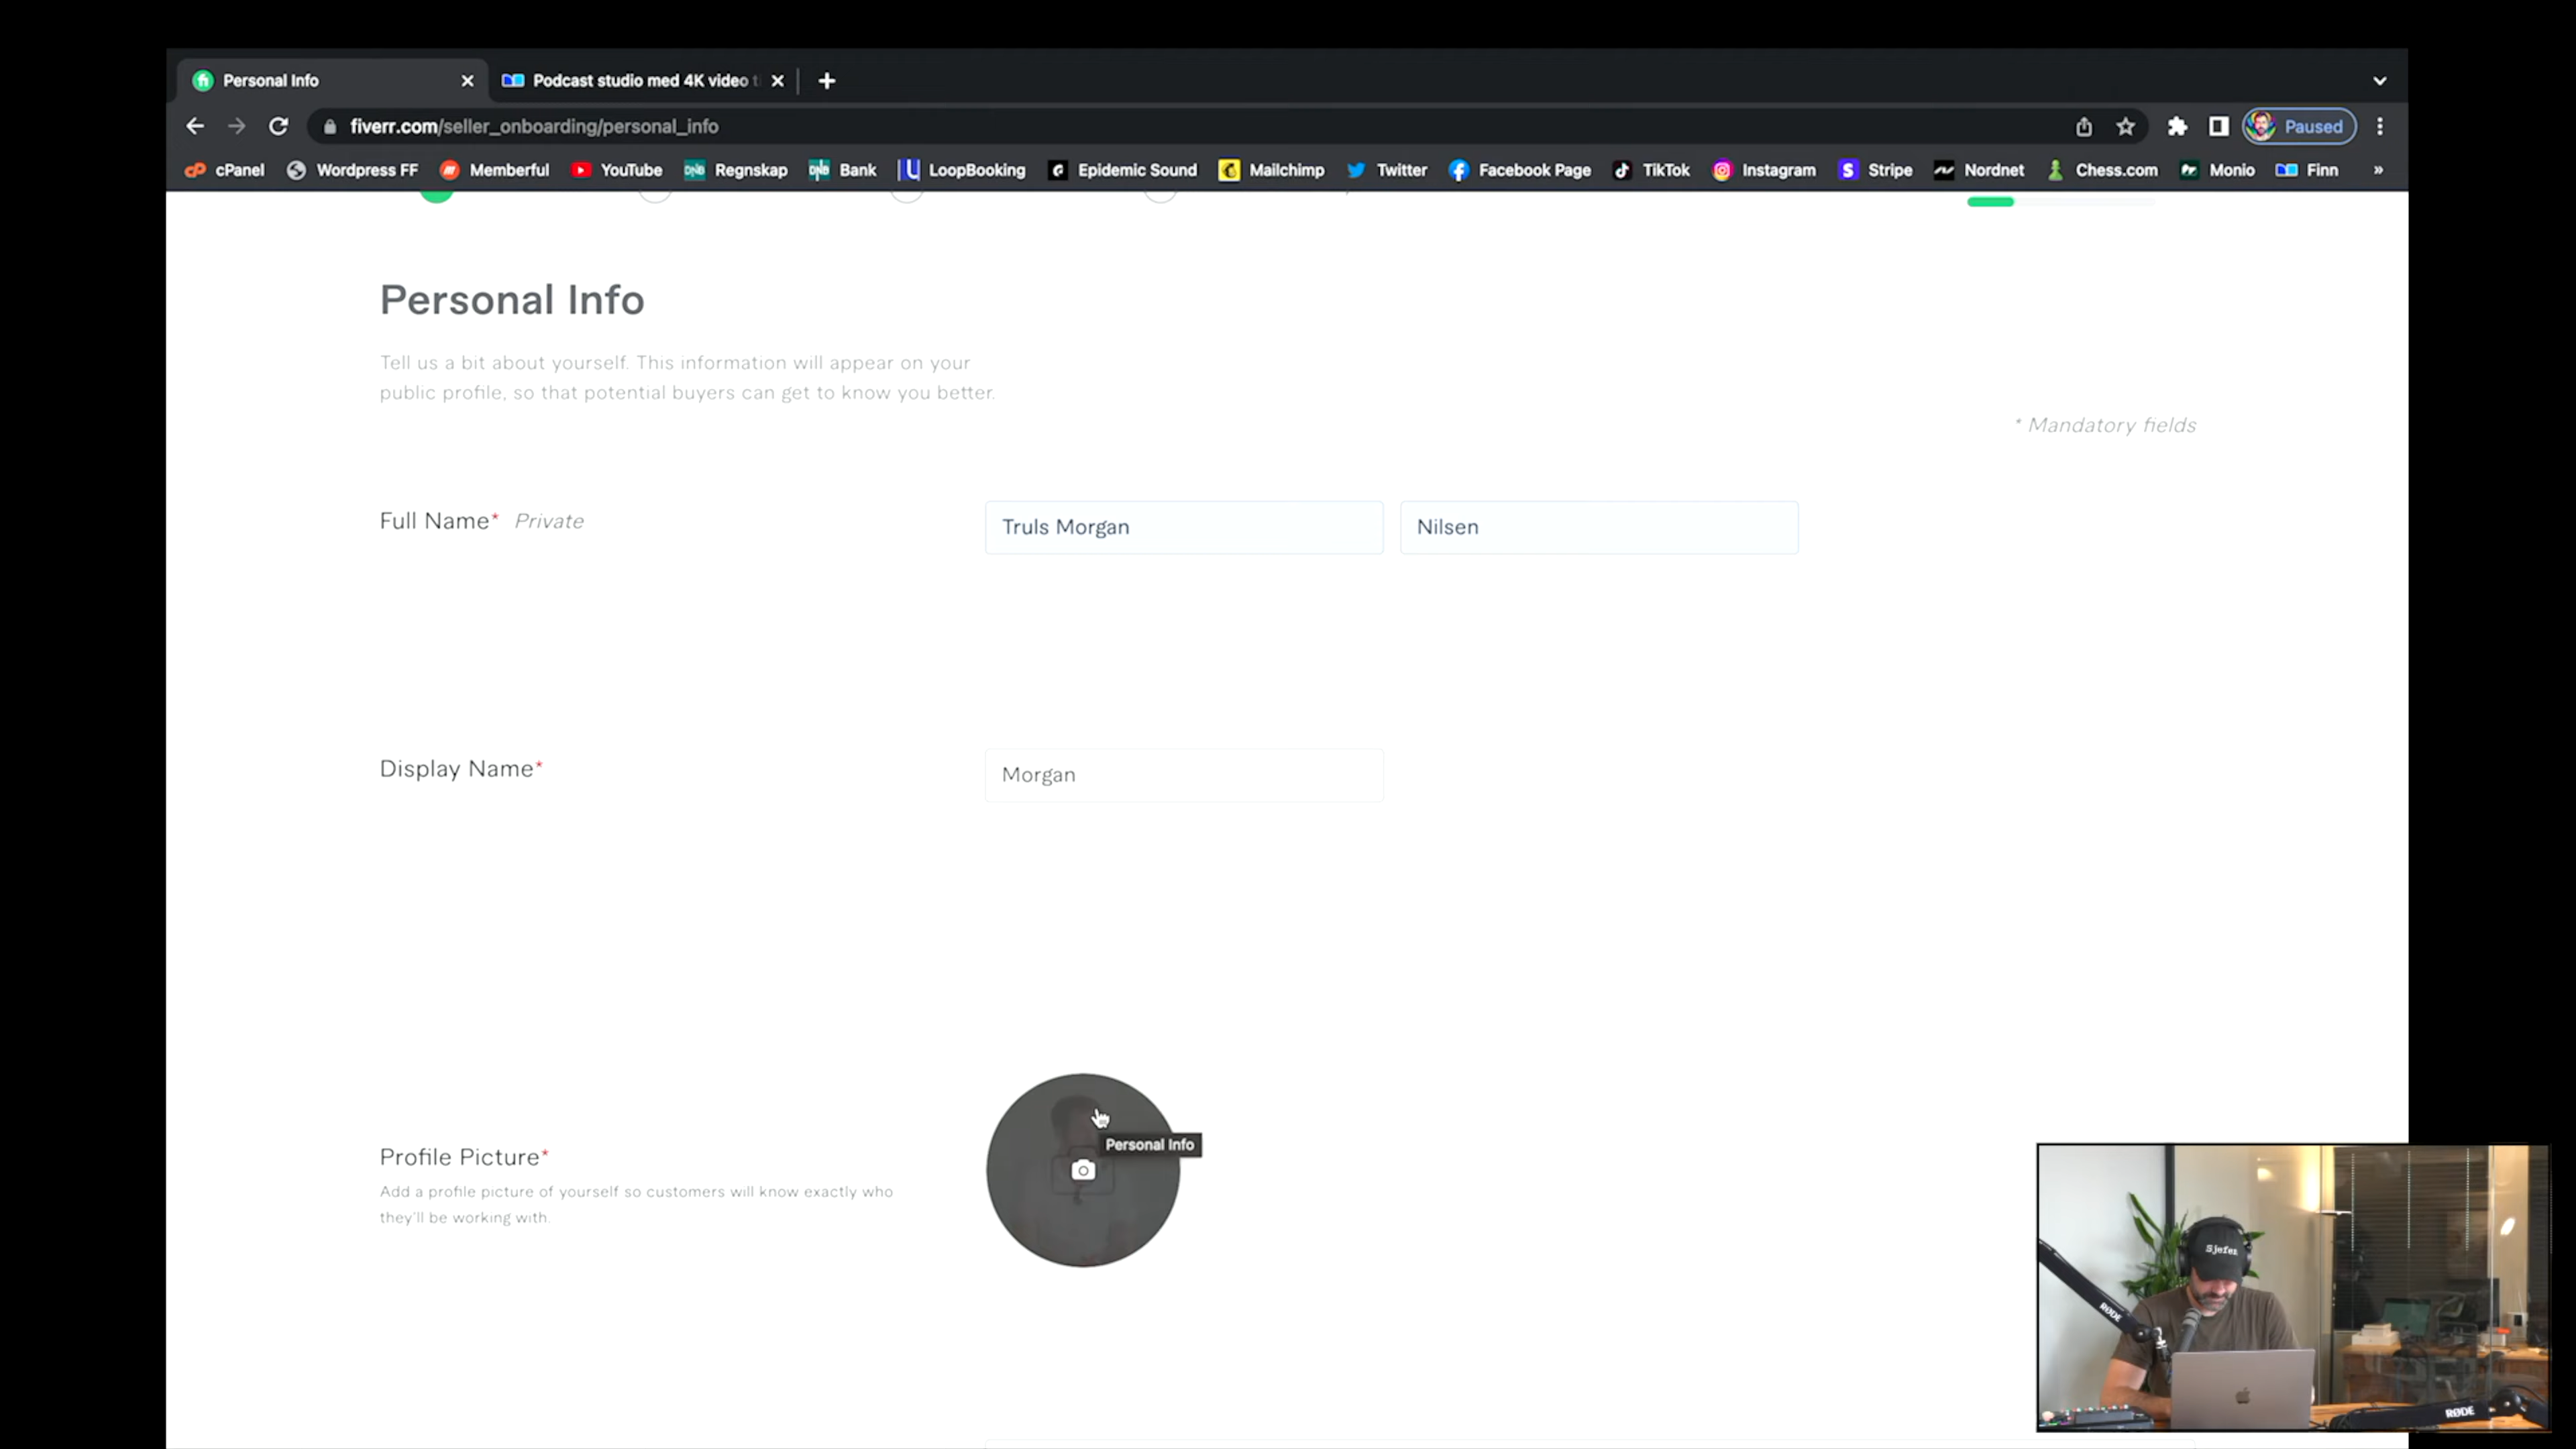 Personal Info
Podcast studio med 4K video t
fiverr.com/seller_onboarding/personal_info
Paused
cPanel Wordpress FF Memberful YouTube Regnskap Bank LoopBooking Epidemic Sound Mailchimp Twitter Facebook Page TikTok Instagram Stripe Nordnet Chess.com Monio Finn »
Personal Info
Tell us a bit about yourself. This information will appear on your
public profile, so that potential buyers can get to know you better.
* Mandatory fields
Full Name* Private
Truls Morgan
Nilsen
Display Name*
Morgan
Personal Info
Profile Picture*
Add a profile picture of yourself so customers will know exactly who
they'll be working with.
Sjefen
RØDE
RØDE